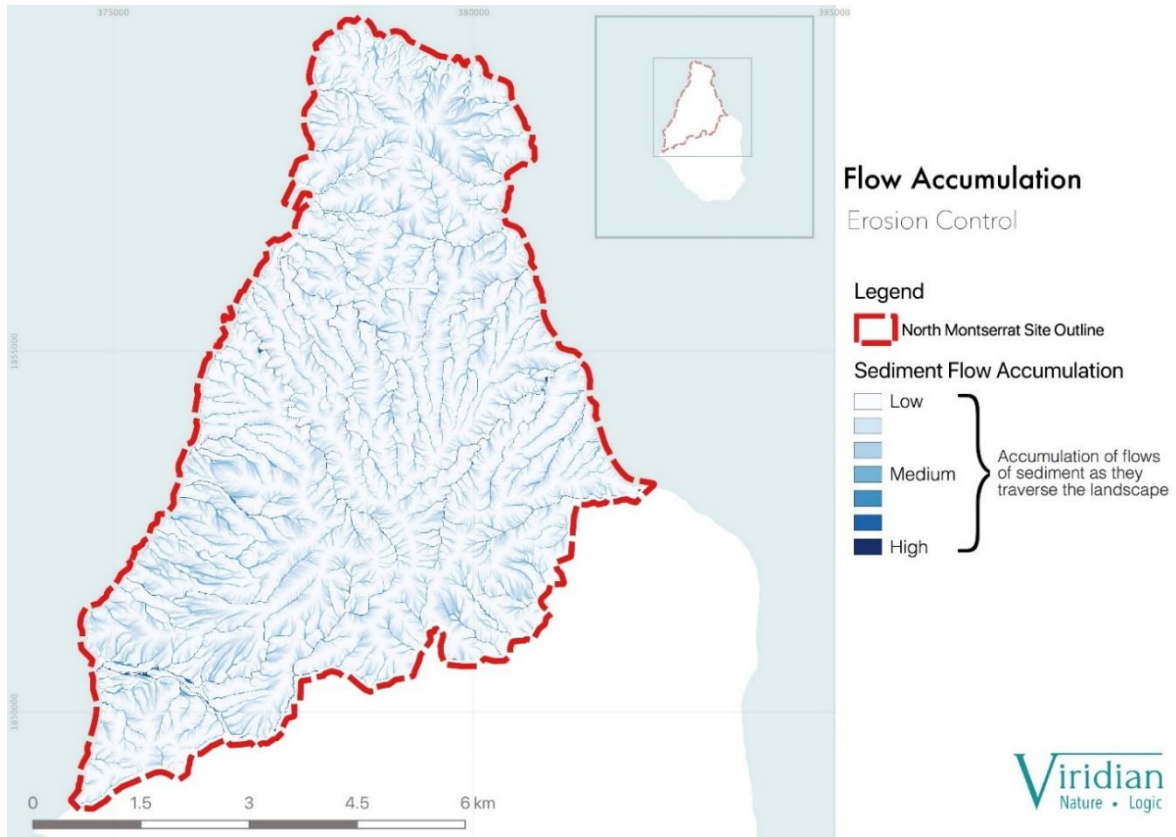 375000
380000
385000
1855000
1850000
Flow Accumulation
Erosion Control
Legend
North Montserrat Site Outline
Sediment Flow Accumulation
Low
Medium
High
Accumulation of flows
of sediment as they
traverse the landscape
0 1.5 3 4.5 6 km
Viridian
Nature • Logic